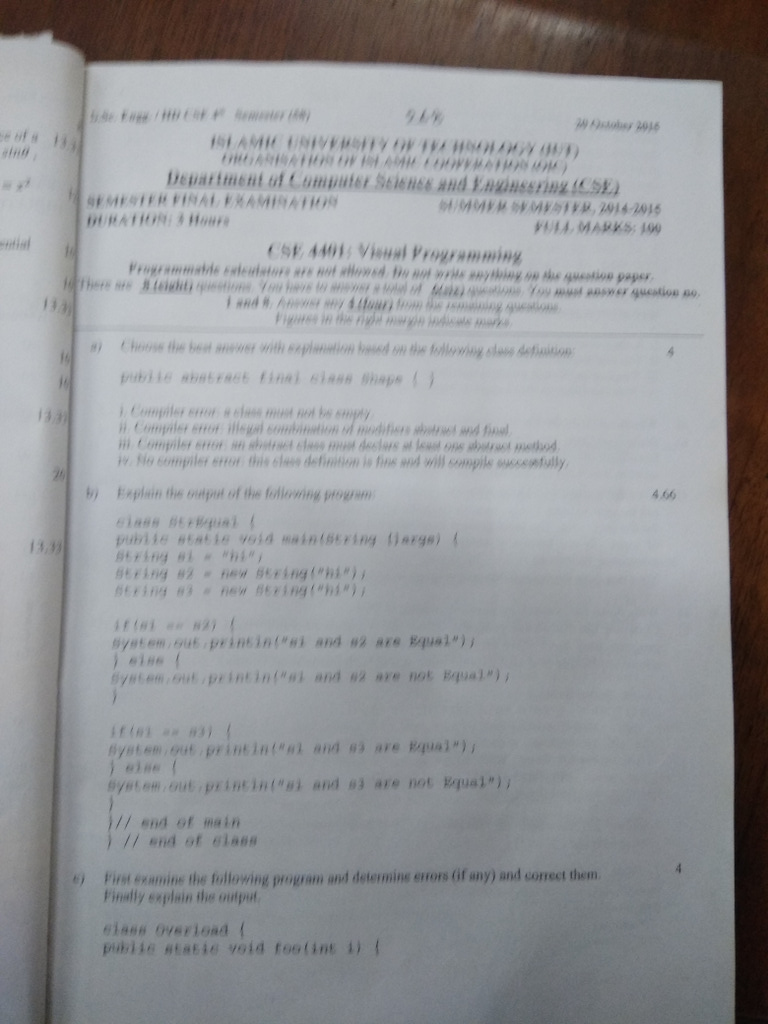 20 October 2015
ISLAMIC UNIVERSITY OF TECHNOLOGY (IUT)
ORGANISATION OF ISLAMIC COOPERATION (OIC)
Department of Computer Science and Engineering (CSE)
SEMESTER FINAL EXAMINATION SUMMER SEMESTER, 2014-2015
DURATION: 3 Hours FULL MARKS: 100
CSE 4401: Visual Programming
Programmable calculators are not allowed. Do not write anything on the question paper.
There are 8 (eight) questions. You have to answer a total of questions. You must answer question no.
1 and 8. Answer any 4 (four) from the remaining questions.
Figures in the right margin indicate marks.
a) Choose the best answer with explanation based on the following class definition: 4
public abstract final class Shape { }
i. Compiler error: a class must not be empty.
ii. Compiler error: illegal combination of modifiers abstract and final.
iii. Compiler error: an abstract class must declare at least one abstract method.
iv. No compiler error: this class definition is fine and will compile successfully.
b) Explain the output of the following program: 4.66
class StrEqual {
public static void main(String []args) {
String s1 = "hi";
String s2 = new String("hi");
String s3 = new String("hi");
if(s1 == s2) {
System.out.println("s1 and s2 are Equal");
} else {
System.out.println("s1 and s2 are not Equal");
}
if(s1 == s3) {
System.out.println("s1 and s3 are Equal");
} else {
System.out.println("s1 and s3 are not Equal");
}
}// end of main
} // end of class
c) First examine the following program and determine errors (if any) and correct them. 4
Finally explain the output.
class Overload {
public static void foo(int i) {